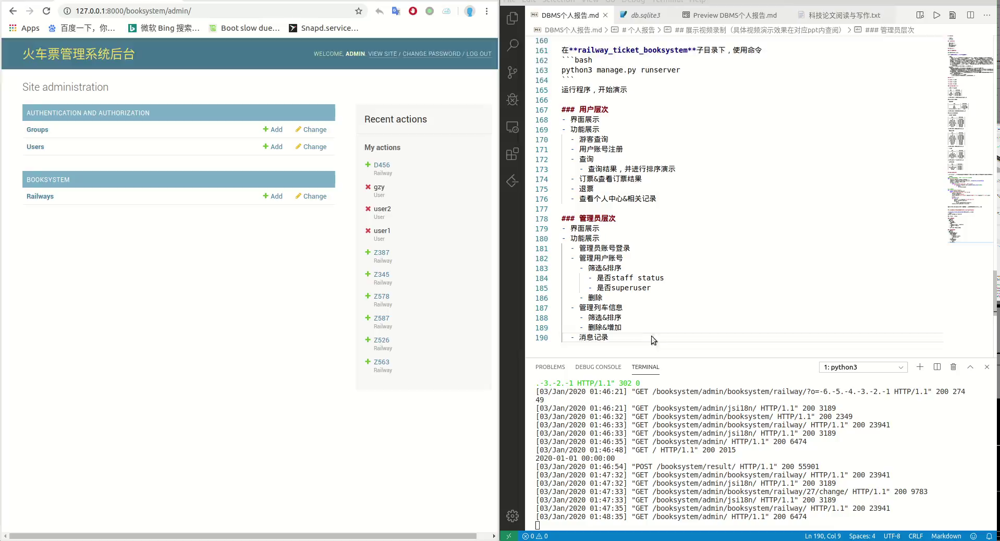 127.0.0.1:8000/booksystem/admin/
Apps
百度一下，你...
微软 Bing 搜索...
Boot slow due...
Snapd.service...
火车票管理系统后台
WELCOME, ADMIN. VIEW SITE / CHANGE PASSWORD / LOG OUT
Site administration
AUTHENTICATION AND AUTHORIZATION
Groups Add Change
Users Add Change
BOOKSYSTEM
Railways Add Change
Recent actions
My actions
D456
Railway
gzy
User
user2
User
user1
User
Z387
Railway
Z345
Railway
Z578
Railway
Z587
Railway
Z526
Railway
Z563
Railway
DBMS个人报告.md
db.sqlite3
Preview DBMS个人报告.md
科技论文阅读与写作.txt
DBMS个人报告.md > # 个人报告 > ## 展示视频录制（具体视频演示效果在对应ppt内查阅） > ### 管理员层次
160
161 在**railway_ticket_booksystem**子目录下，使用命令
162 ```bash
163 python3 manage.py runserver
164 ```
165 运行程序，开始演示
166
167 ### 用户层次
168 - 界面展示
169 - 功能展示
170 - 游客查询
171 - 用户账号注册
172 - 查询
173 - 查询结果，并进行排序演示
174 - 订票&查看订票结果
175 - 退票
176 - 查看个人中心&相关记录
177
178 ### 管理员层次
179 - 界面展示
180 - 功能展示
181 - 管理员账号登录
182 - 管理用户账号
183 - 筛选&排序
184 - 是否staff status
185 - 是否superuser
186 - 删除
187 - 管理列车信息
188 - 筛选&排序
189 - 删除&增加
190 - 消息记录
PROBLEMS DEBUG CONSOLE TERMINAL 1: python3
.-3.-2.-1 HTTP/1.1" 302 0
[03/Jan/2020 01:46:21] "GET /booksystem/admin/booksystem/railway/?o=-6.-5.-4.-3.-2.-1 HTTP/1.1" 200 274
49
[03/Jan/2020 01:46:21] "GET /booksystem/admin/jsi18n/ HTTP/1.1" 200 3189
[03/Jan/2020 01:46:32] "GET /booksystem/admin/booksystem/ HTTP/1.1" 200 2349
[03/Jan/2020 01:46:33] "GET /booksystem/admin/booksystem/railway/ HTTP/1.1" 200 23941
[03/Jan/2020 01:46:33] "GET /booksystem/admin/jsi18n/ HTTP/1.1" 200 3189
[03/Jan/2020 01:46:35] "GET /booksystem/admin/ HTTP/1.1" 200 6474
[03/Jan/2020 01:46:48] "GET / HTTP/1.1" 200 2015
2020-01-01 00:00:00
[03/Jan/2020 01:46:54] "POST /booksystem/result/ HTTP/1.1" 200 55901
[03/Jan/2020 01:47:32] "GET /booksystem/admin/booksystem/railway/ HTTP/1.1" 200 23941
[03/Jan/2020 01:47:32] "GET /booksystem/admin/jsi18n/ HTTP/1.1" 200 3189
[03/Jan/2020 01:47:33] "GET /booksystem/admin/booksystem/railway/27/change/ HTTP/1.1" 200 9783
[03/Jan/2020 01:47:33] "GET /booksystem/admin/jsi18n/ HTTP/1.1" 200 3189
[03/Jan/2020 01:47:35] "GET /booksystem/admin/booksystem/railway/ HTTP/1.1" 200 23941
[03/Jan/2020 01:48:35] "GET /booksystem/admin/ HTTP/1.1" 200 6474
0 0 Ln 190, Col 9 Spaces: 4 UTF-8 CRLF Markdown